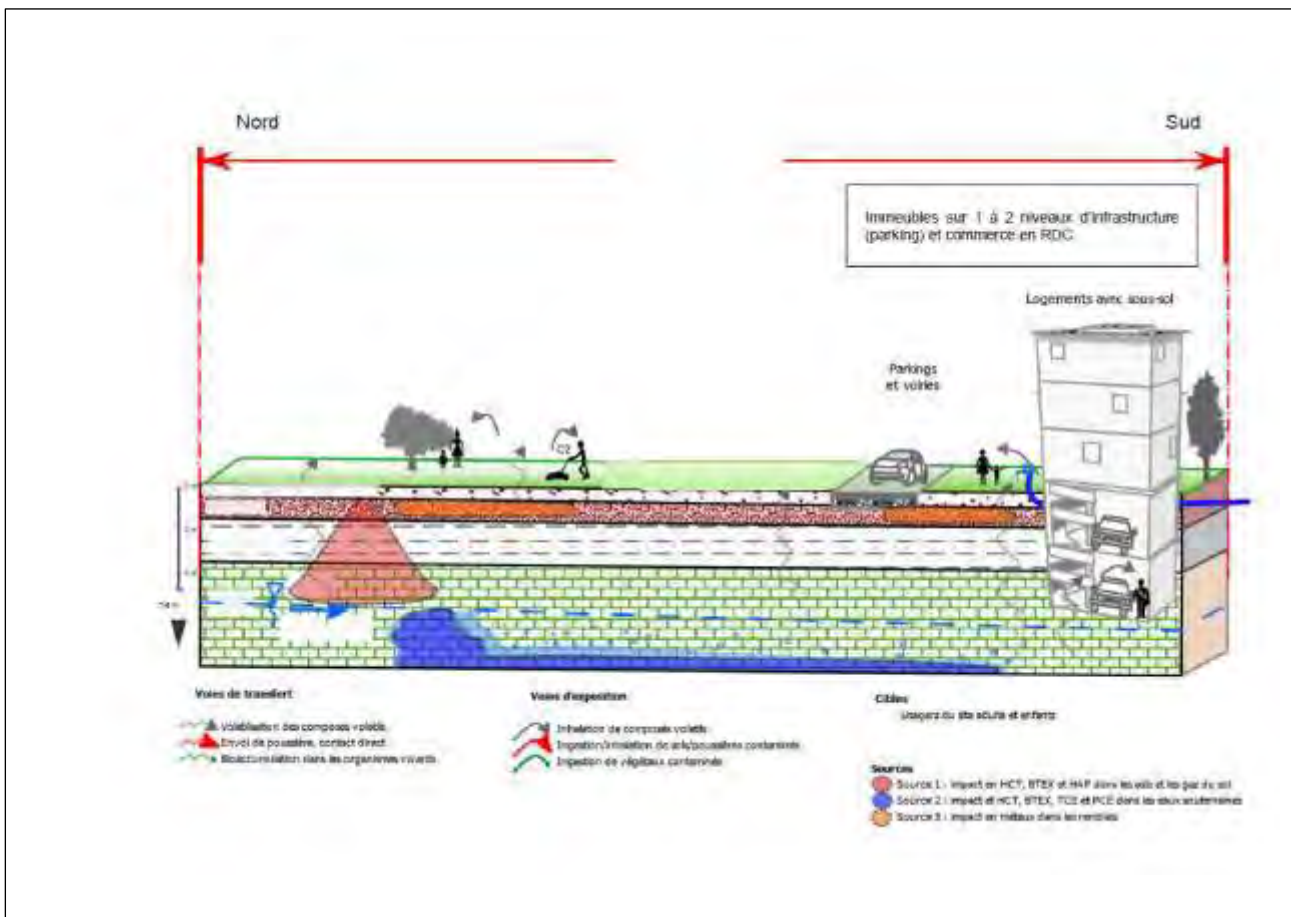 Nord
Sud
Immeubles sur 1 à 2 niveaux d'infrastructure
(parking) et commerce en RDC
Logements avec sous-sol
Parkings
et voiries
Voies de transfert
Volatilisation des composés volatils
Envol de poussière, contact direct
Bioaccumulation dans les organismes vivants
Voies d'exposition
Inhalation de composés volatils
Ingestion/inhalation de sols/poussières contaminés
Ingestion de végétaux contaminés
Cibles
Usagers du site adulte et enfants
Sources
Source 1 : impact en HCT, BTEX et HAP dans les sols et les gaz du sol
Source 2 : impact et HCT, BTEX, TCE et PCE dans les eaux souterraines
Source 3 : impact en métaux dans les remblais